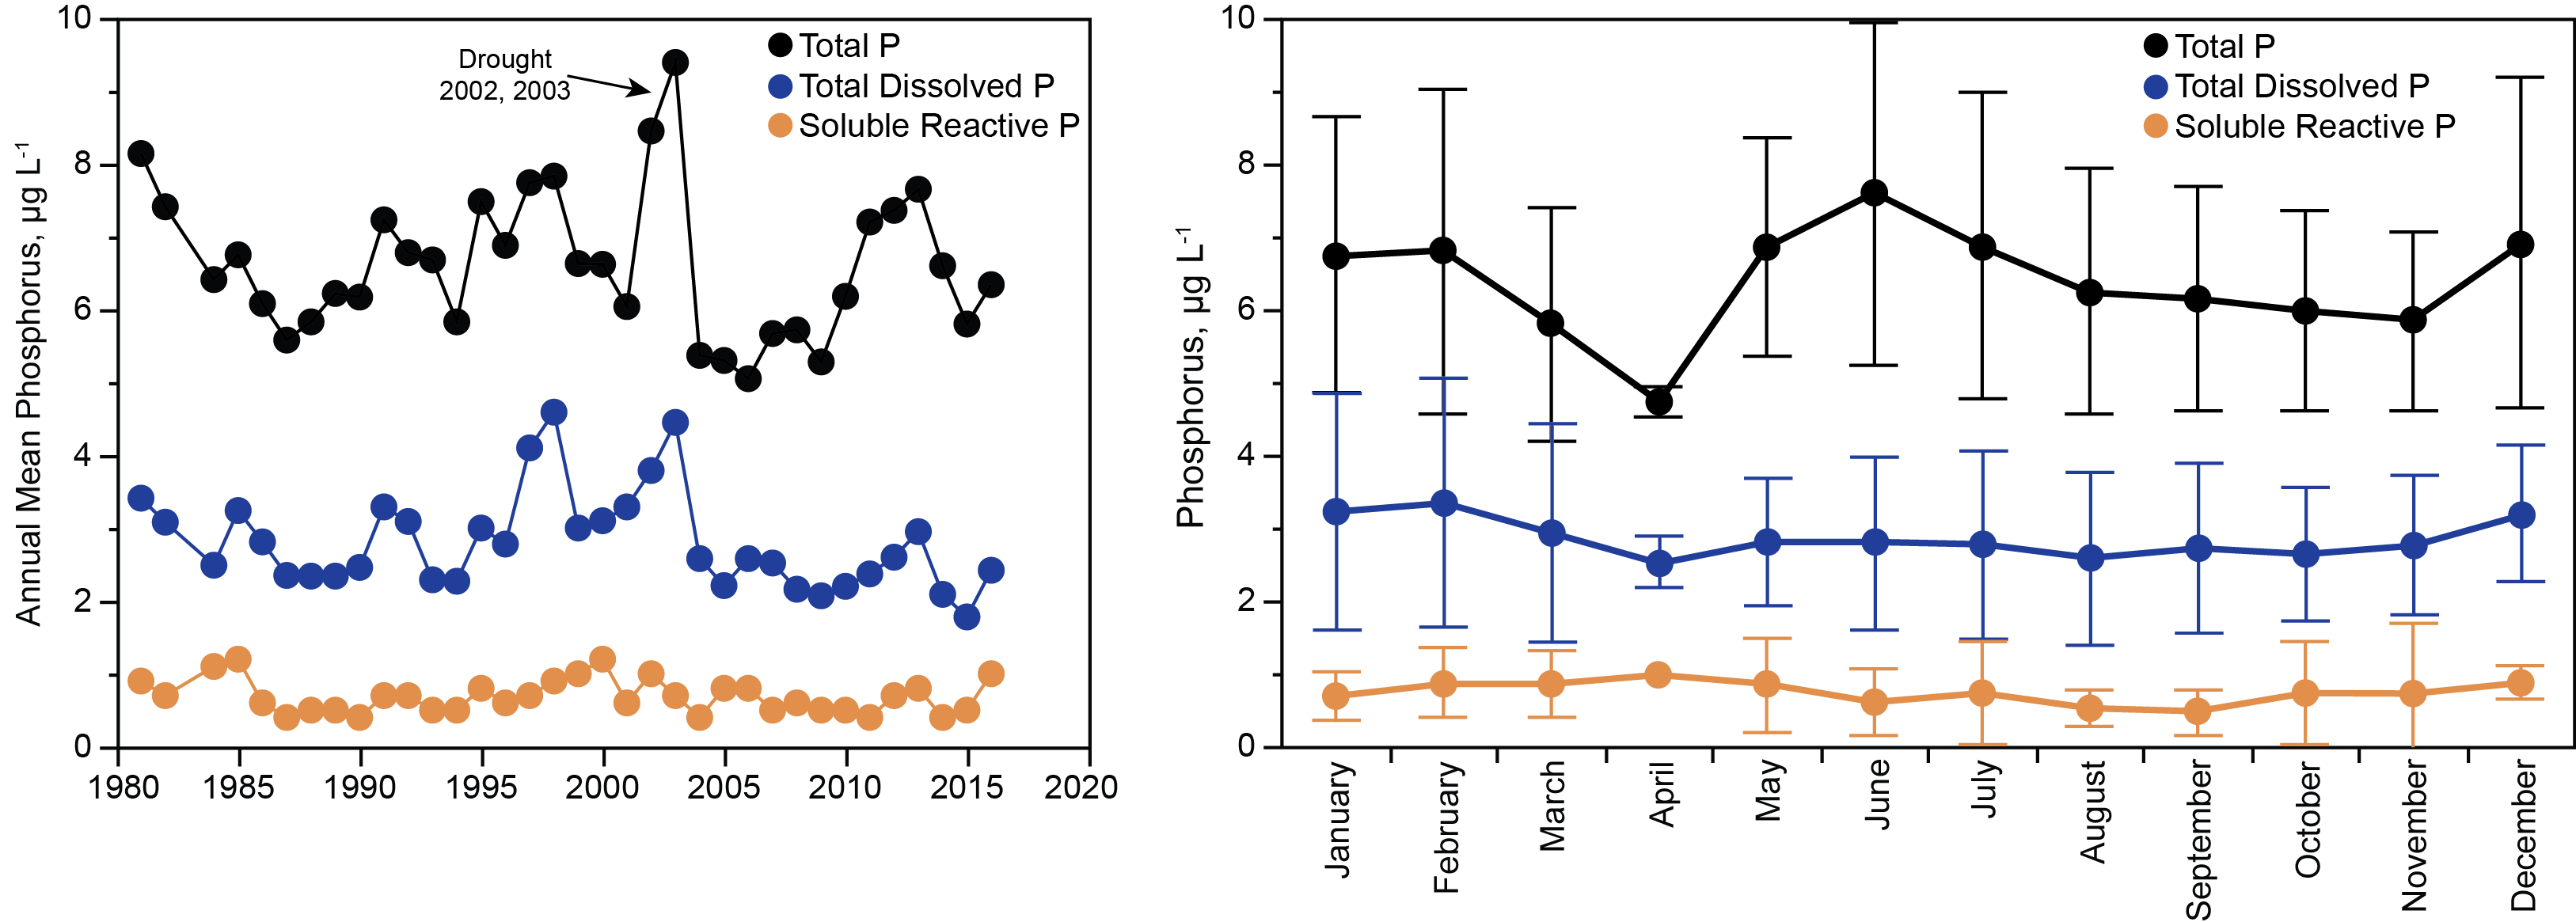 Annual Mean Phosphorus, µg L-1
10
8
6
4
2
0
1980 1985 1990 1995 2000 2005 2010 2015 2020
Drought
2002, 2003
Total P
Total Dissolved P
Soluble Reactive P
Phosphorus, µg L-1
10
8
6
4
2
0
Total P
Total Dissolved P
Soluble Reactive P
January
February
March
April
May
June
July
August
September
October
November
December